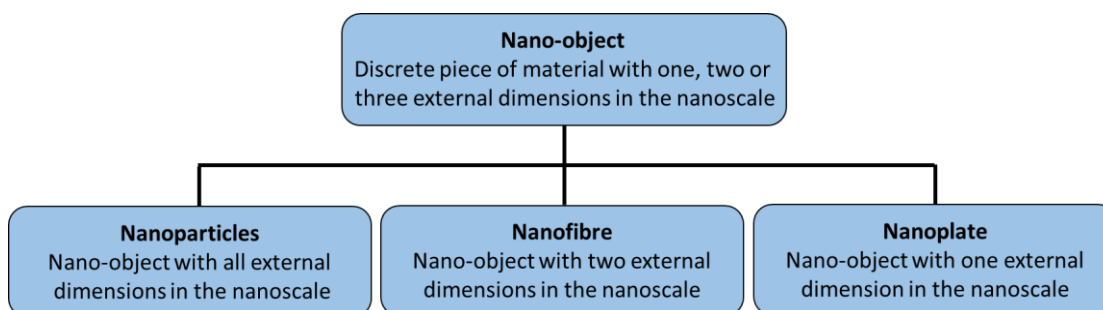 Nano-object
Discrete piece of material with one, two or
three external dimensions in the nanoscale
Nanoparticles
Nano-object with all external
dimensions in the nanoscale
Nanofibre
Nano-object with two external
dimensions in the nanoscale
Nanoplate
Nano-object with one external
dimension in the nanoscale